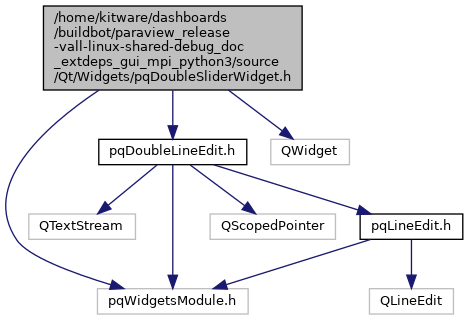 /home/kitware/dashboards
/buildbot/paraview_release
-vall-linux-shared-debug_doc
_extdeps_gui_mpi_python3/source
/Qt/Widgets/pqDoubleSliderWidget.h
pqDoubleLineEdit.h
QWidget
QTextStream
QScopedPointer
pqLineEdit.h
pqWidgetsModule.h
QLineEdit